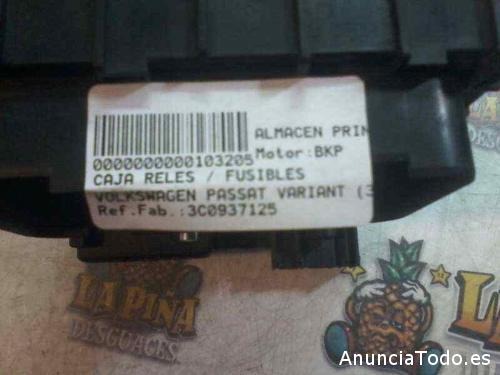 ALMACEN PRIN
0000000000103205 Motor:BKP
CAJA RELES / FUSIBLES
VOLKSWAGEN PASSAT VARIANT (3
Ref.Fab.:3C0937125
LA PIÑA
DESGUACES
AnunciaTodo.es